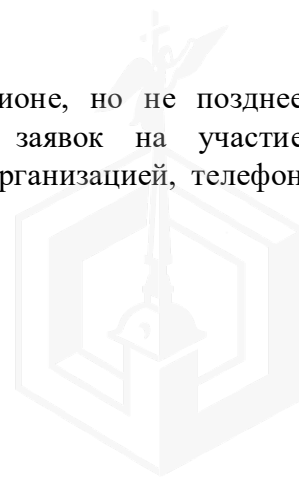 ионе, но не позднее
заявок на участие
рганизацией, телефон